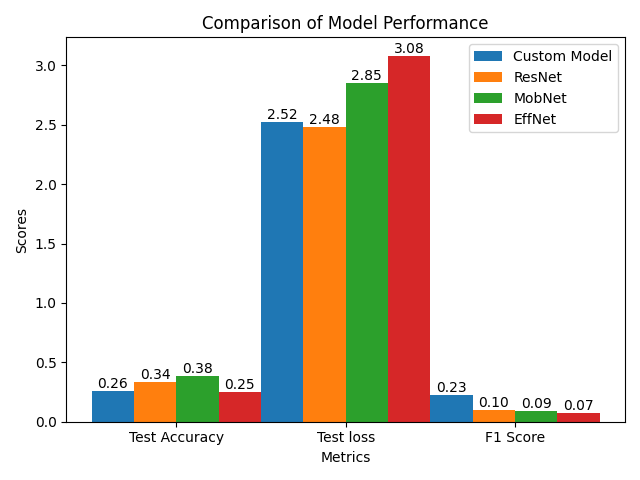 Comparison of Model Performance
Custom Model
ResNet
MobNet
EffNet
Scores
3.0
2.5
2.0
1.5
1.0
0.5
0.0
0.26
0.34
0.38
0.25
2.52
2.48
2.85
3.08
0.23
0.10
0.09
0.07
Test Accuracy
Test loss
F1 Score
Metrics